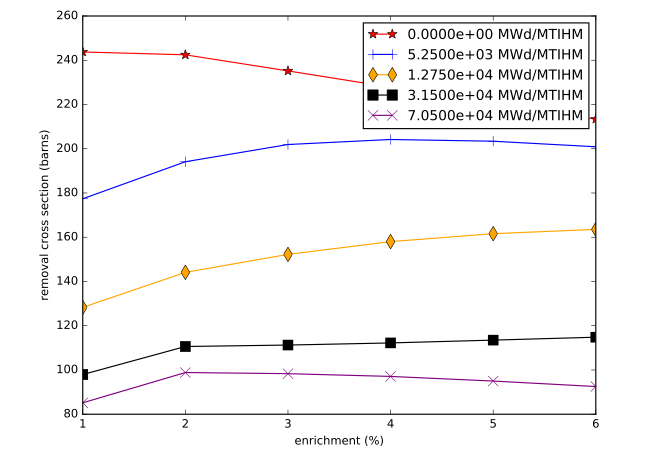 260
240
220
200
180
160
140
120
100
80
removal cross section (barns)
0.0000e+00 MWd/MTIHM
5.2500e+03 MWd/MTIHM
1.2750e+04 MWd/MTIHM
3.1500e+04 MWd/MTIHM
7.0500e+04 MWd/MTIHM
1 2 3 4 5 6
enrichment (%)